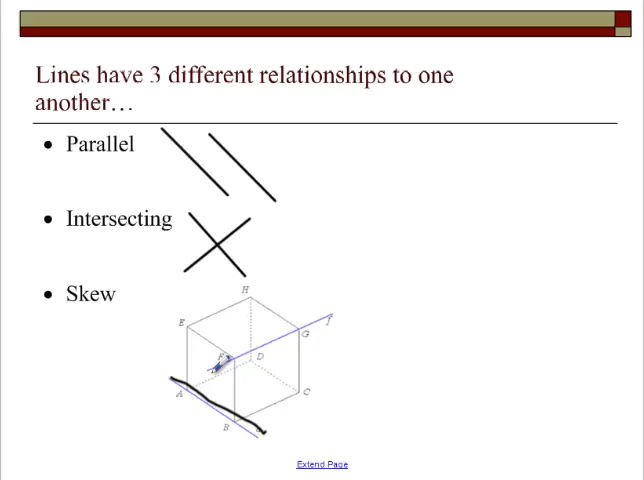 Lines have 3 different relationships to one
another…
• Parallel
• Intersecting
• Skew
H
E
f
G
F
D
A
C
B
Extend Page